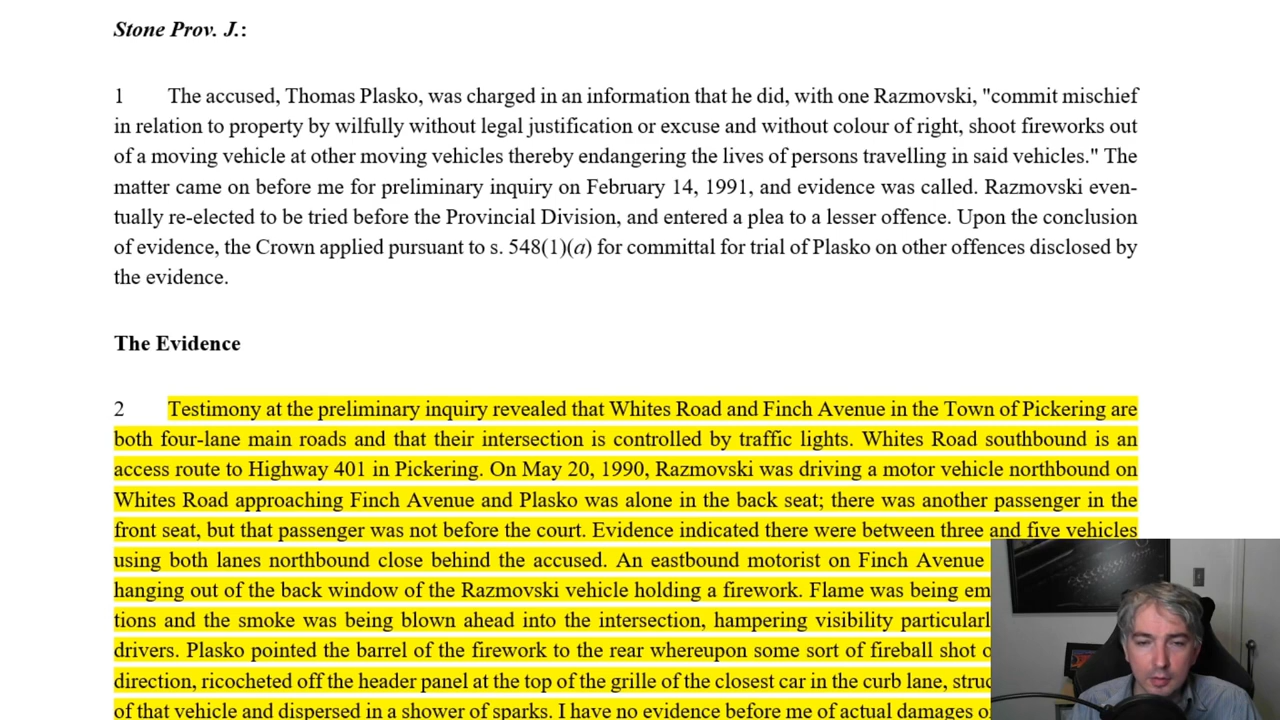 Stone Prov. J.:
1 The accused, Thomas Plasko, was charged in an information that he did, with one Razmovski, "commit mischief
in relation to property by wilfully without legal justification or excuse and without colour of right, shoot fireworks out
of a moving vehicle at other moving vehicles thereby endangering the lives of persons travelling in said vehicles." The
matter came on before me for preliminary inquiry on February 14, 1991, and evidence was called. Razmovski even-
tually re-elected to be tried before the Provincial Division, and entered a plea to a lesser offence. Upon the conclusion
of evidence, the Crown applied pursuant to s. 548(1)(a) for committal for trial of Plasko on other offences disclosed by
the evidence.
The Evidence
2 Testimony at the preliminary inquiry revealed that Whites Road and Finch Avenue in the Town of Pickering are
both four-lane main roads and that their intersection is controlled by traffic lights. Whites Road southbound is an
access route to Highway 401 in Pickering. On May 20, 1990, Razmovski was driving a motor vehicle northbound on
Whites Road approaching Finch Avenue and Plasko was alone in the back seat; there was another passenger in the
front seat, but that passenger was not before the court. Evidence indicated there were between three and five vehicles
using both lanes northbound close behind the accused. An eastbound motorist on Finch Avenue
hanging out of the back window of the Razmovski vehicle holding a firework. Flame was being
tions and the smoke was being blown ahead into the intersection, hampering visibility
drivers. Plasko pointed the barrel of the firework to the rear whereupon some sort of fireball shot
direction, ricocheted off the header panel at the top of the grille of the closest car in the curb lane,
of that vehicle and dispersed in a shower of sparks. I have no evidence before me of actual damages